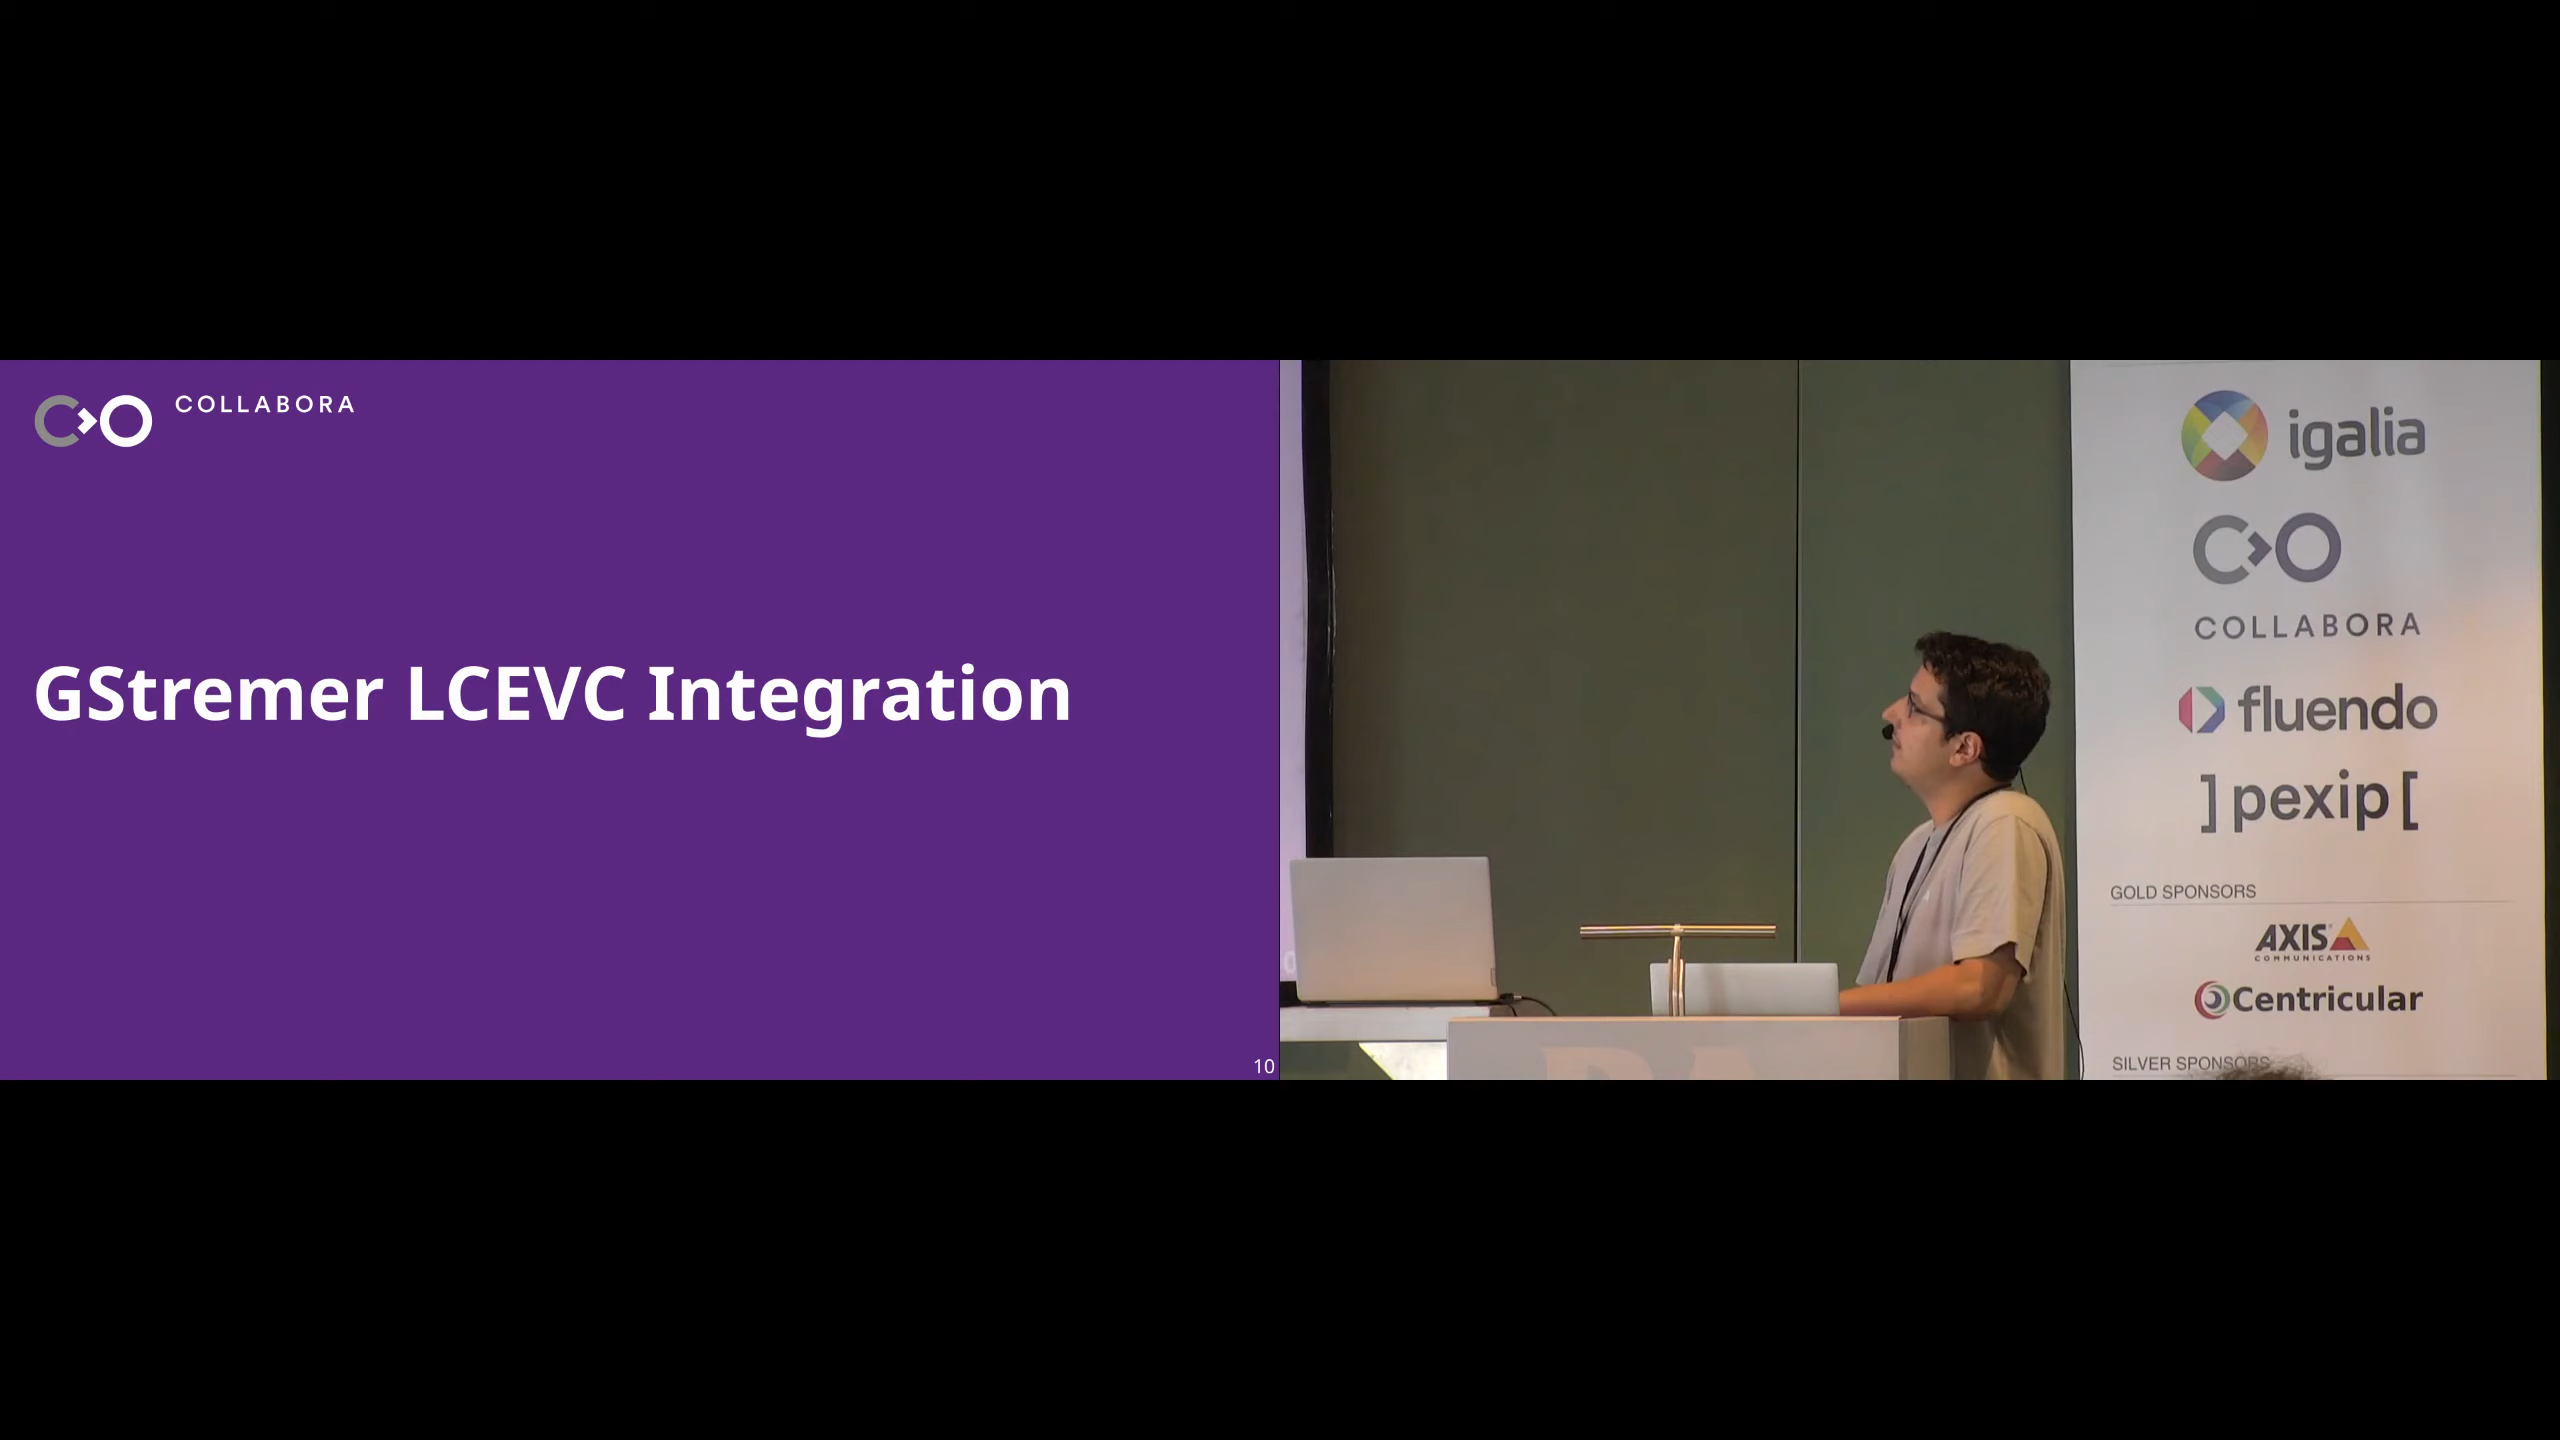 COLLABORA
GStremer LCEVC Integration
10
igalia
COLLABORA
fluendo
]pexip[
GOLD SPONSORS
AXIS
COMMUNICATIONS
Centricular
SILVER SPONSORS